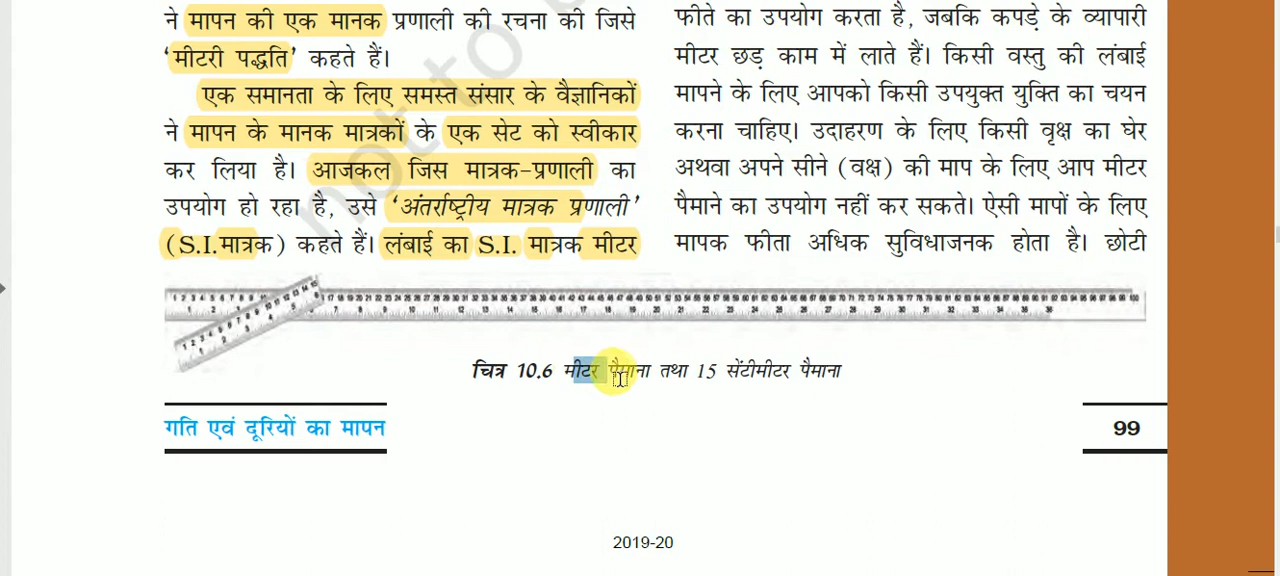 ने मापन की एक मानक प्रणाली की रचना की जिसे
‘मीटरी पद्धति’ कहते हैं।
एक समानता के लिए समस्त संसार के वैज्ञानिकों
ने मापन के मानक मात्रकों के एक सेट को स्वीकार
कर लिया है। आजकल जिस मात्रक-प्रणाली का
उपयोग हो रहा है, उसे ‘अंतर्राष्ट्रीय मात्रक प्रणाली’
(S.I.मात्रक) कहते हैं। लंबाई का S.I. मात्रक मीटर
फीते का उपयोग करता है, जबकि कपड़े के व्यापारी
मीटर छड़ काम में लाते हैं। किसी वस्तु की लंबाई
मापने के लिए आपको किसी उपयुक्त युक्ति का चयन
करना चाहिए। उदाहरण के लिए किसी वृक्ष का घेर
अथवा अपने सीने (वक्ष) की माप के लिए आप मीटर
पैमाने का उपयोग नहीं कर सकते। ऐसी मापों के लिए
मापक फीता अधिक सुविधाजनक होता है। छोटी
चित्र 10.6 मीटर पैमाना तथा 15 सेंटीमीटर पैमाना
गति एवं दूरियों का मापन
99
2019-20
not to